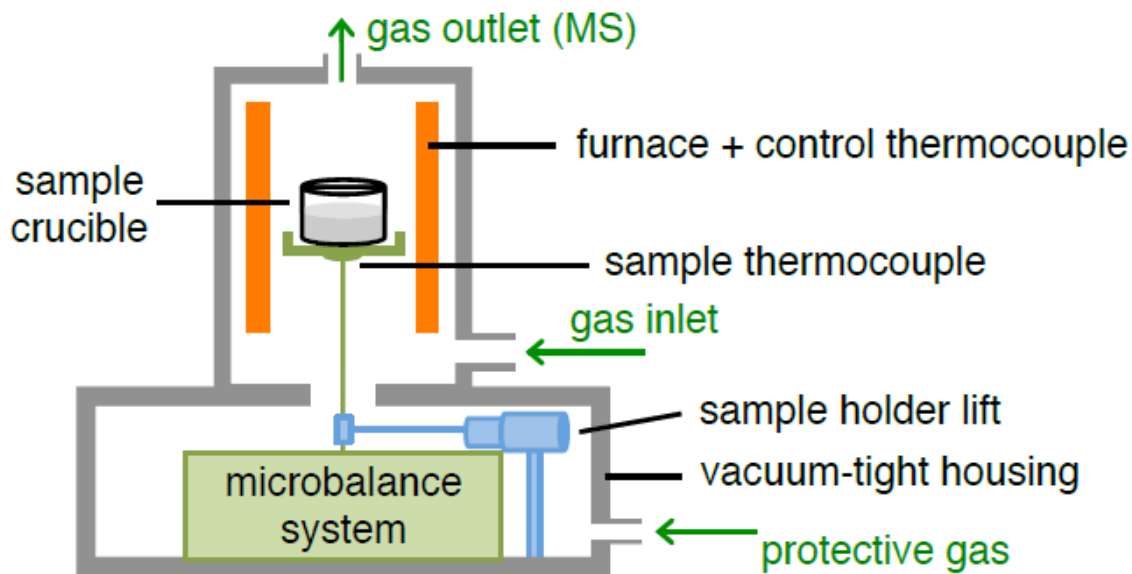 gas outlet (MS)
furnace + control thermocouple
sample
crucible
sample thermocouple
gas inlet
sample holder lift
vacuum-tight housing
microbalance
system
protective gas